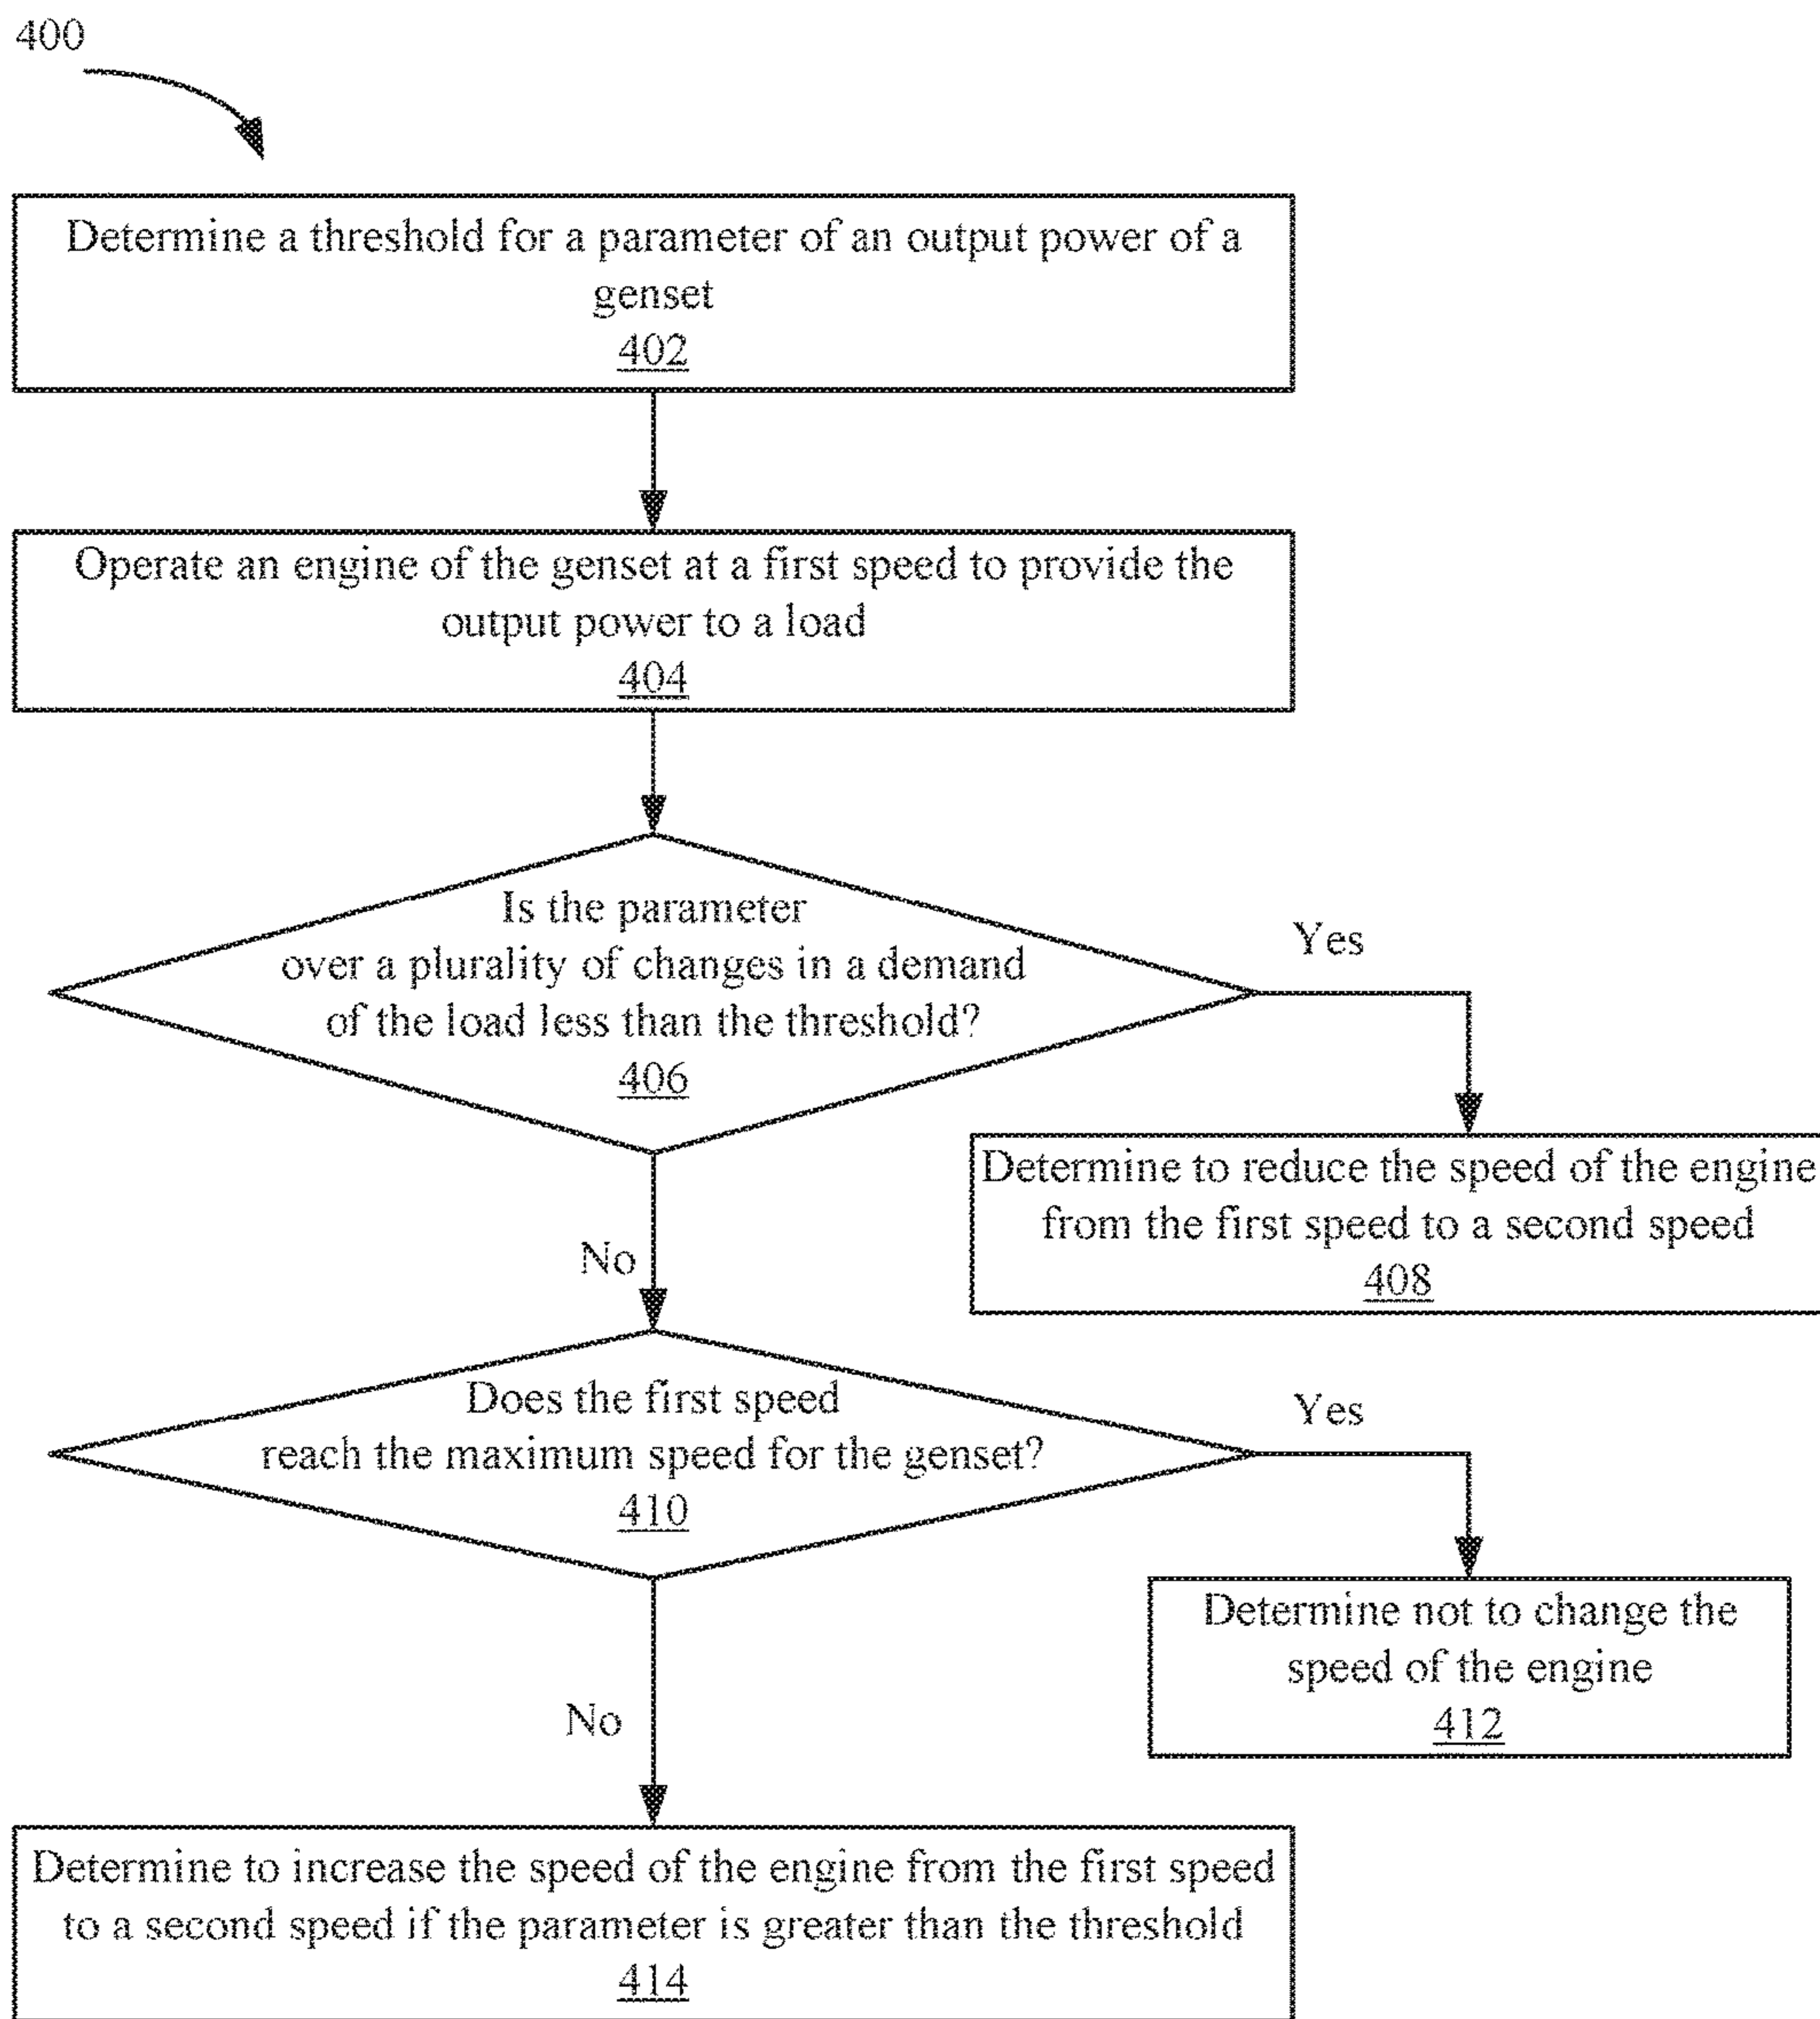 400
Determine a threshold for a parameter of an output power of a
genset
402
Operate an engine of the genset at a first speed to provide the
output power to a load
404
Is the parameter
over a plurality of changes in a demand
of the load less than the threshold?
406
Yes
Determine to reduce the speed of the engine
from the first speed to a second speed
408
No
Does the first speed
reach the maximum speed for the genset?
410
Yes
Determine not to change the
speed of the engine
412
No
Determine to increase the speed of the engine from the first speed
to a second speed if the parameter is greater than the threshold
414